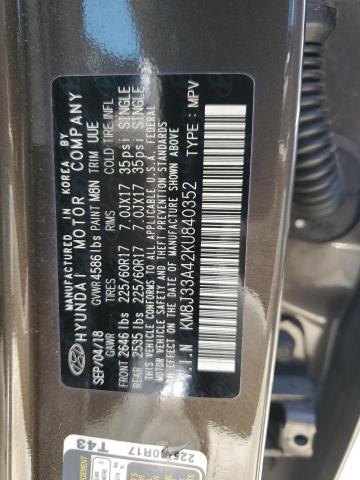 MANUFACTURED IN KOREA BY
HYUNDAI MOTOR COMPANY
SEP/04/18 GVWR 4586 lbs PAINT M8N TRIM UUE
GAWR TIRES RIMS COLD TIRE INFL
FRONT 2646 lbs 225/60R17 7.0JX17 35psi SINGLE
REAR 2535 lbs 225/60R17 7.0JX17 35psi SINGLE
THIS VEHICLE CONFORMS TO ALL APPLICABLE U.S.A. FEDERAL
MOTOR VEHICLE SAFETY THEFT PREVENTION STANDARDS
IN EFFECT ON THE DATE OF MANUFACTURE SHOWN ABOVE.
V.I.N KM8J33A42KU840352 TYPE : MPV
T43
225/60R17